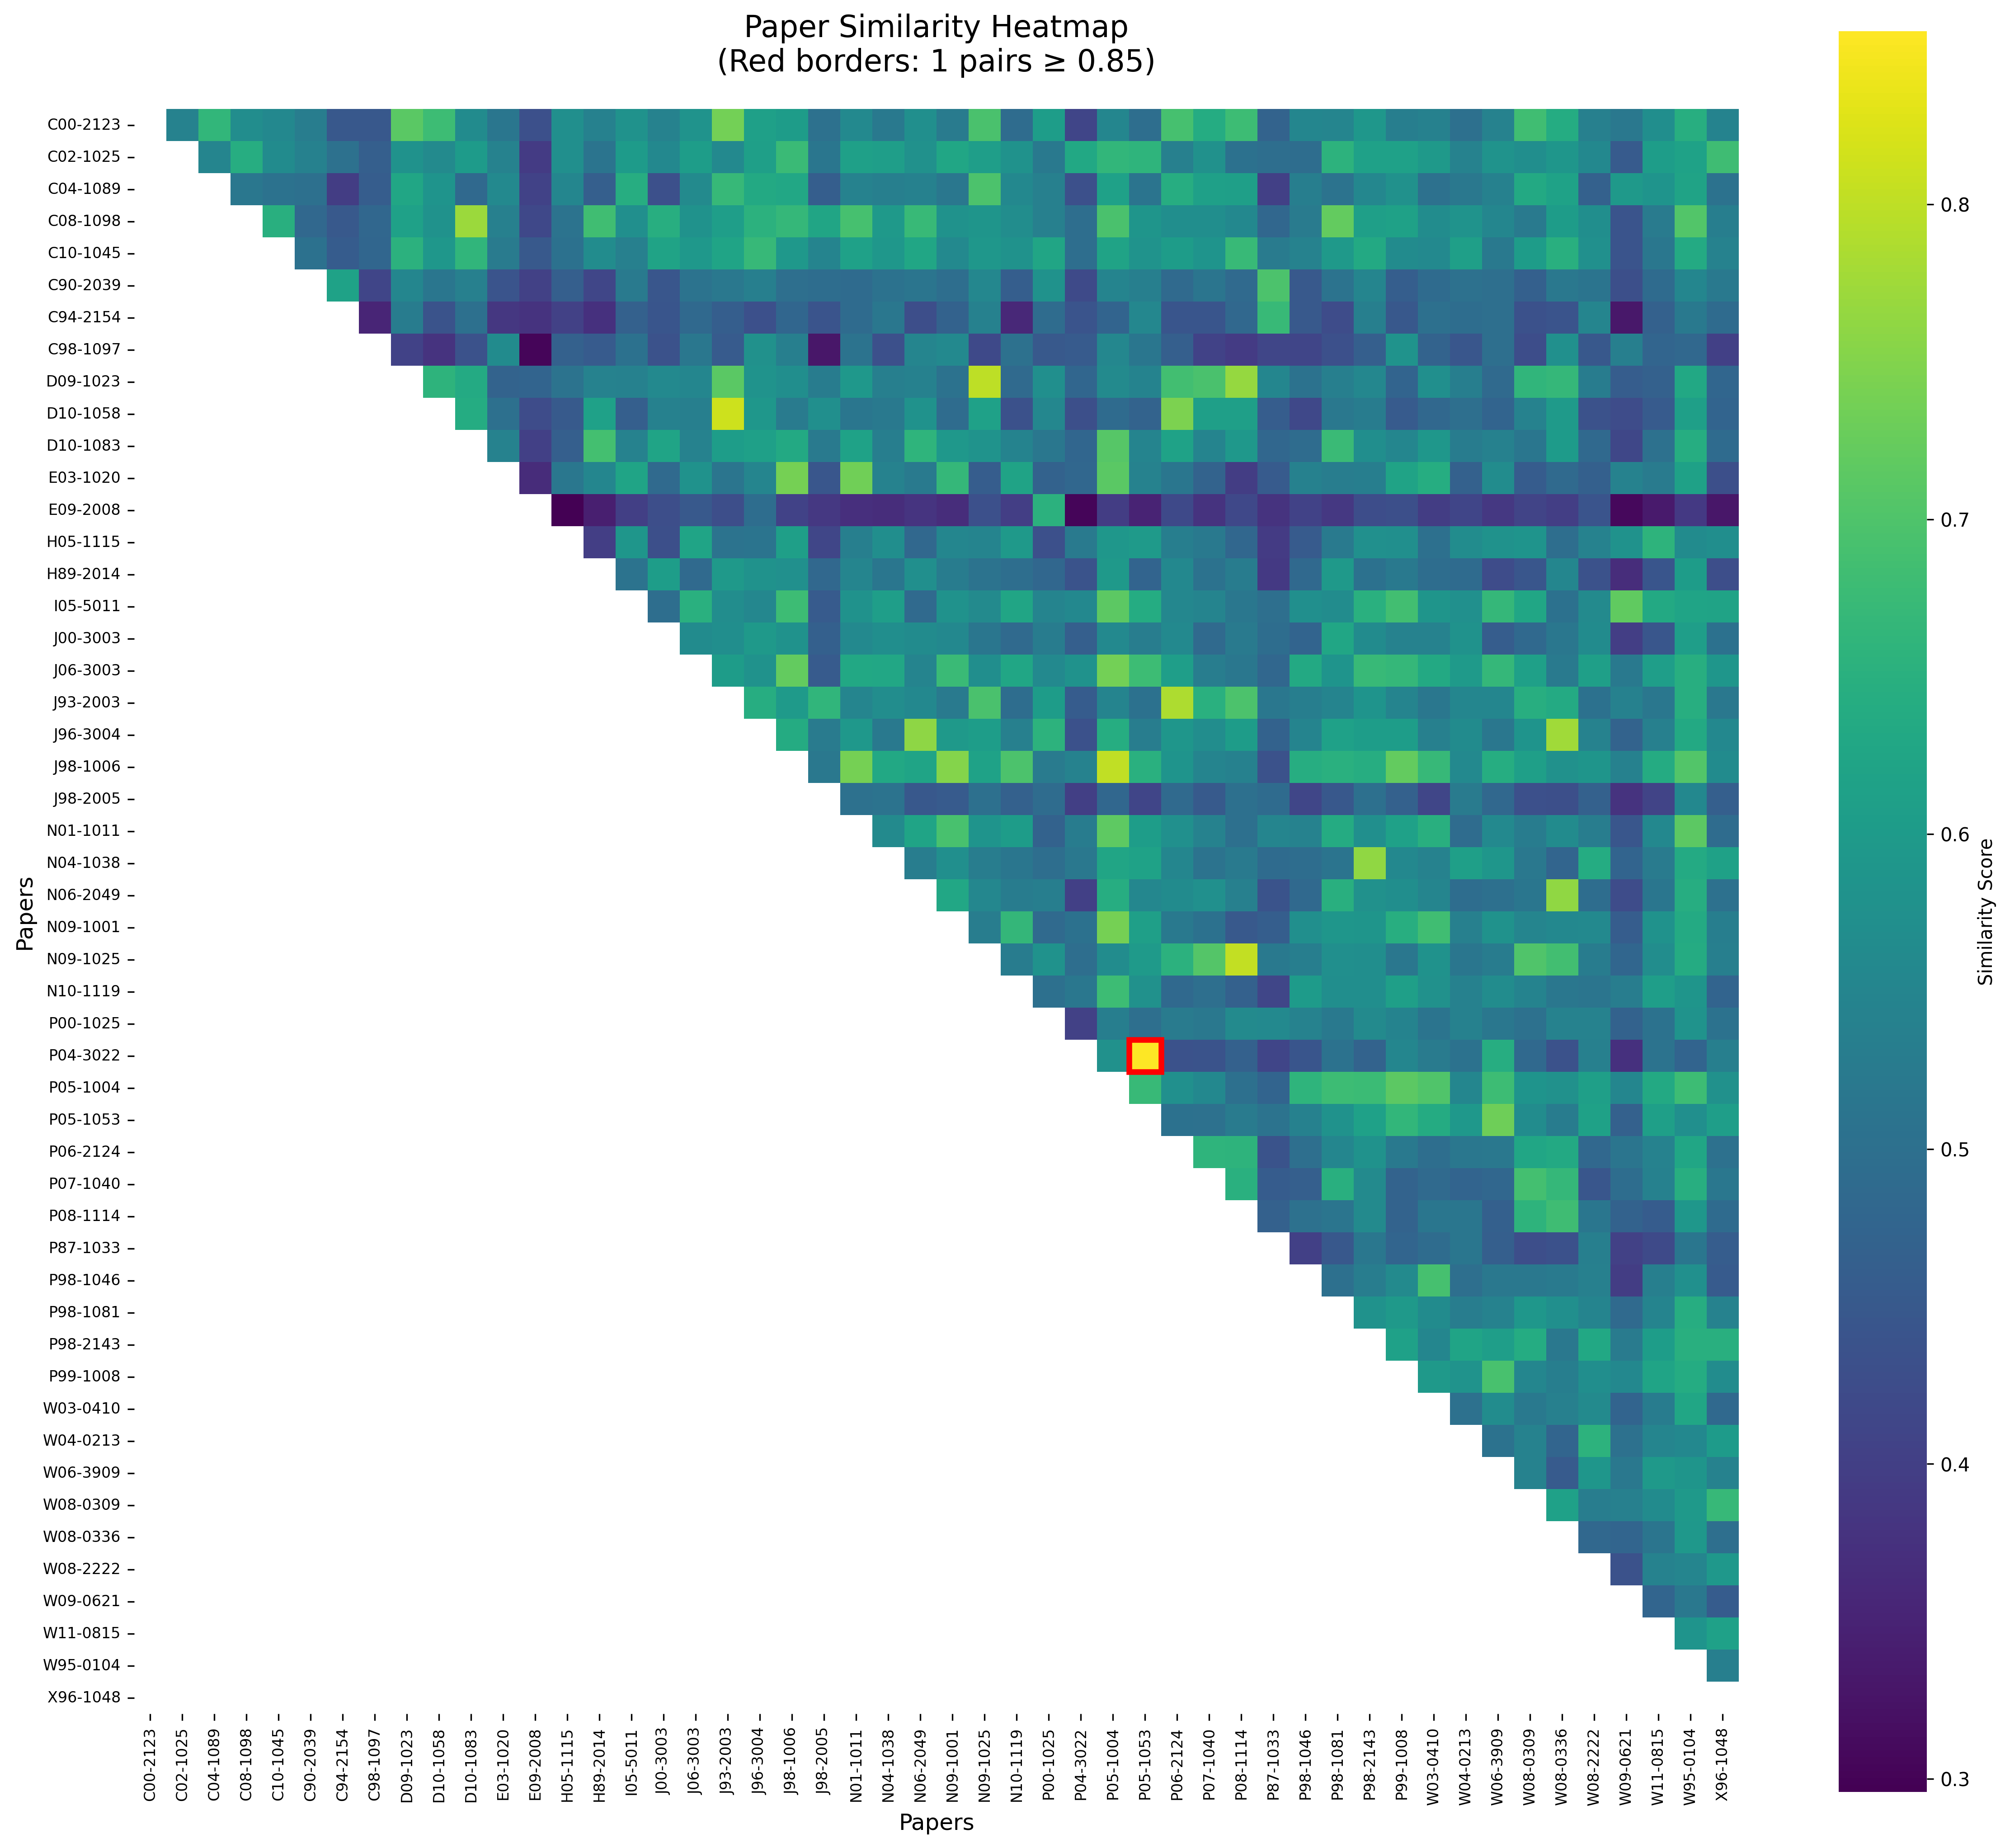 Paper Similarity Heatmap
(Red borders: 1 pairs ≥ 0.85)
C00-2123
C02-1025
C04-1089
C08-1098
C10-1045
C90-2039
C94-2154
C98-1097
D09-1023
D10-1058
D10-1083
E03-1020
E09-2008
H05-1115
H89-2014
I05-5011
J00-3003
J06-3003
J93-2003
J96-3004
J98-1006
J98-2005
N01-1011
N04-1038
N06-2049
N09-1001
N09-1025
N10-1119
P00-1025
P04-3022
P05-1004
P05-1053
P06-2124
P07-1040
P08-1114
P87-1033
P98-1046
P98-1081
P98-2143
P99-1008
W03-0410
W04-0213
W06-3909
W08-0309
W08-0336
W08-2222
W09-0621
W11-0815
W95-0104
X96-1048
Papers
C00-2123
C02-1025
C04-1089
C08-1098
C10-1045
C90-2039
C94-2154
C98-1097
D09-1023
D10-1058
D10-1083
E03-1020
E09-2008
H05-1115
H89-2014
I05-5011
J00-3003
J06-3003
J93-2003
J96-3004
J98-1006
J98-2005
N01-1011
N04-1038
N06-2049
N09-1001
N09-1025
N10-1119
P00-1025
P04-3022
P05-1004
P05-1053
P06-2124
P07-1040
P08-1114
P87-1033
P98-1046
P98-1081
P98-2143
P99-1008
W03-0410
W04-0213
W06-3909
W08-0309
W08-0336
W08-2222
W09-0621
W11-0815
W95-0104
X96-1048
Papers
0.8
0.7
0.6
0.5
0.4
0.3
Similarity Score